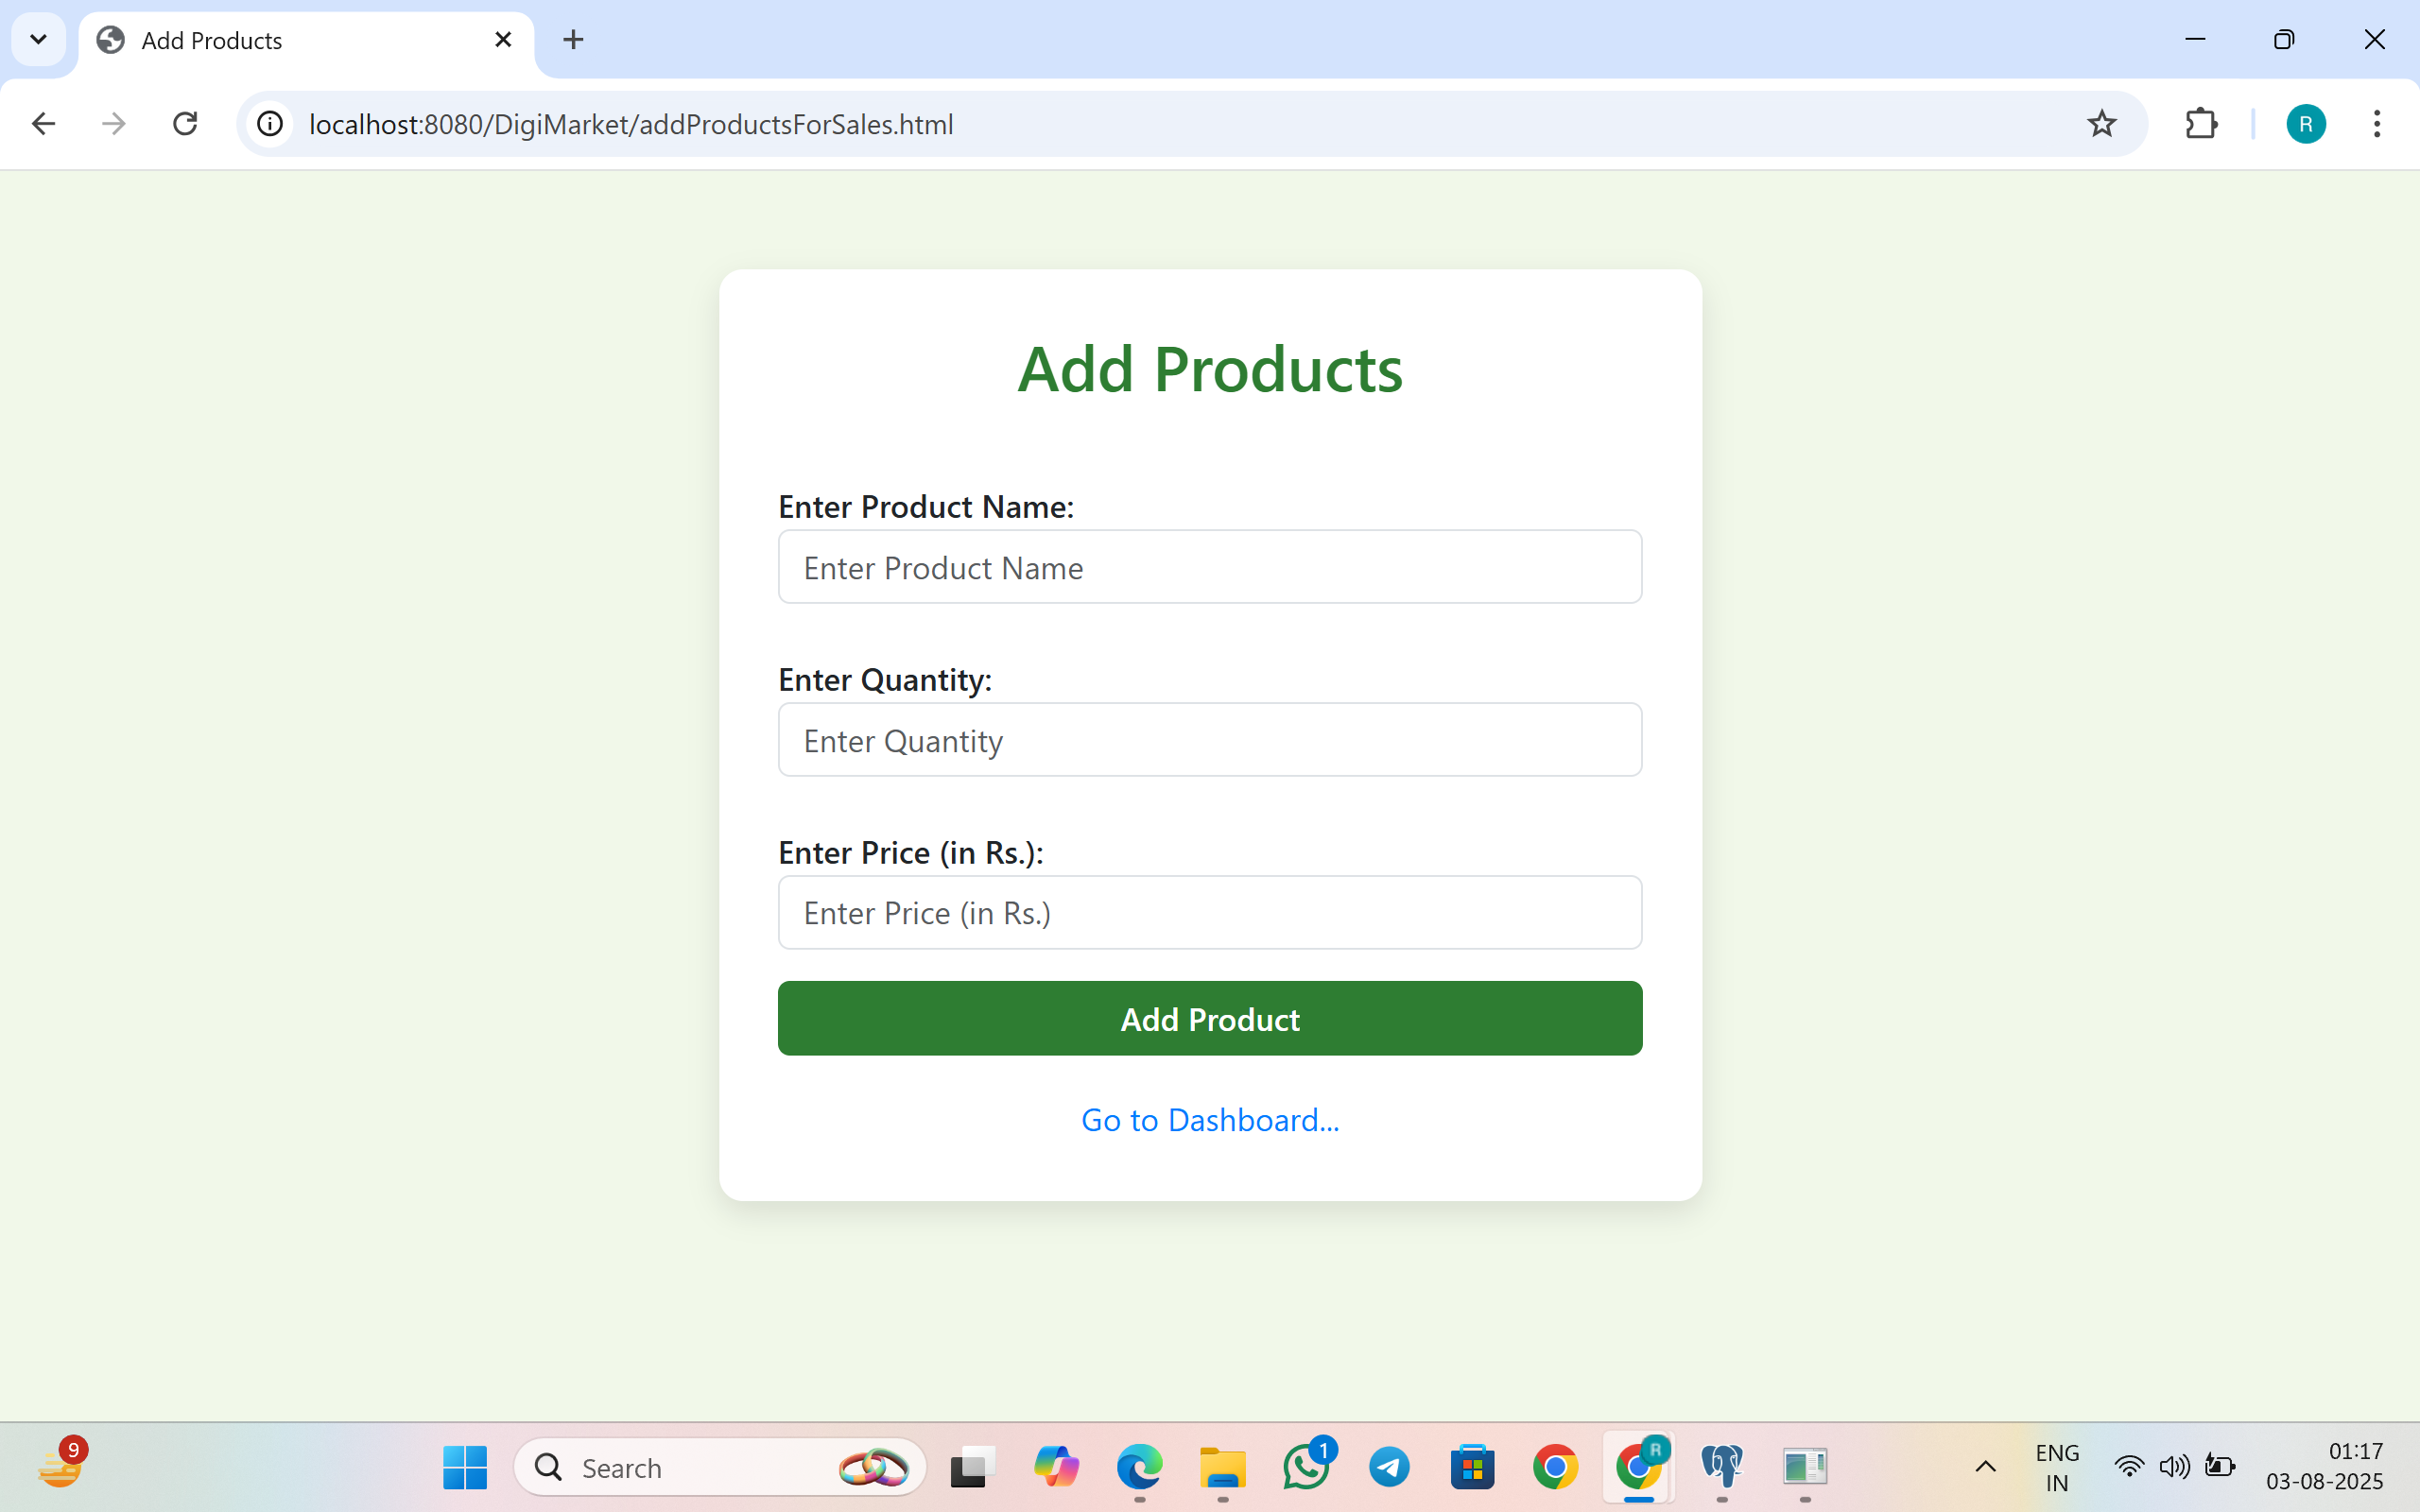 Add Products
localhost:8080/DigiMarket/addProductsForSales.html
R
Add Products
Enter Product Name:
Enter Product Name
Enter Quantity:
Enter Quantity
Enter Price (in Rs.):
Enter Price (in Rs.)
Add Product
Go to Dashboard...
9
Search
1
R
ENG
IN
01:17
03-08-2025